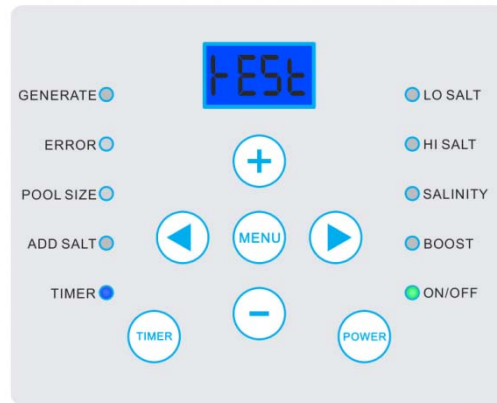 tESt
GENERATE
LO SALT
ERROR
HI SALT
+
POOL SIZE
SALINITY
ADD SALT
MENU
BOOST
TIMER
ON/OFF
−
TIMER
POWER